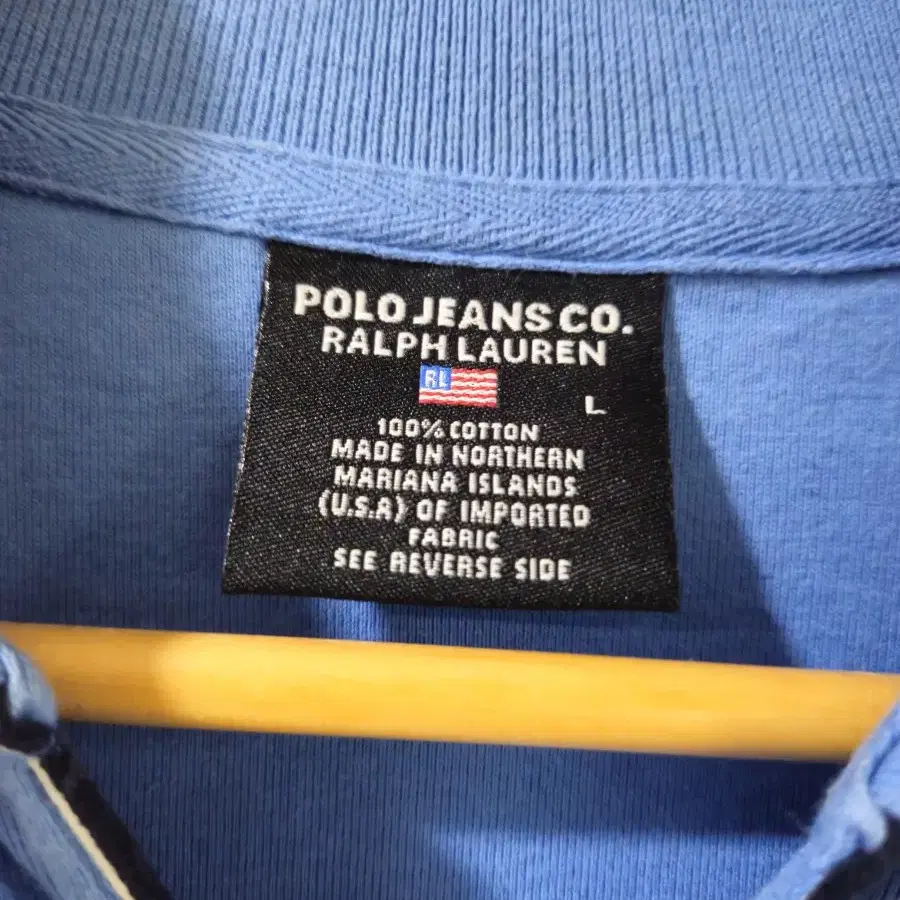 POLO JEANS CO.
RALPH LAUREN
RL
L
100% COTTON
MADE IN NORTHERN
MARIANA ISLANDS
(U.S.A) OF IMPORTED
FABRIC
SEE REVERSE SIDE